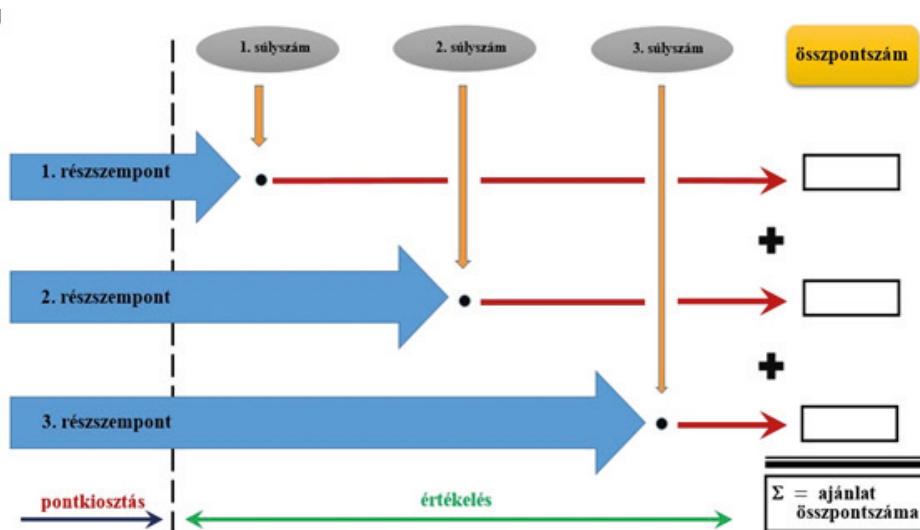 1. súlyszám
2. súlyszám
3. súlyszám
összpontszám
1. részszempont
2. részszempont
3. részszempont
pontkiosztás
értékelés
Σ = ajánlat
összpontszáma